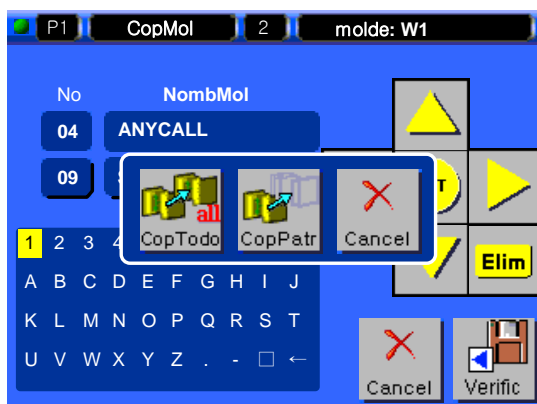 P1 CopMol 2 molde: W1
No NombMol
04 ANYCALL
09
all
CopTodo CopPatr Cancel
1 2 3 4
Elim
A B C D E F G H I J
K L M N O P Q R S T
U V W X Y Z . - □ ←
Cancel Verific